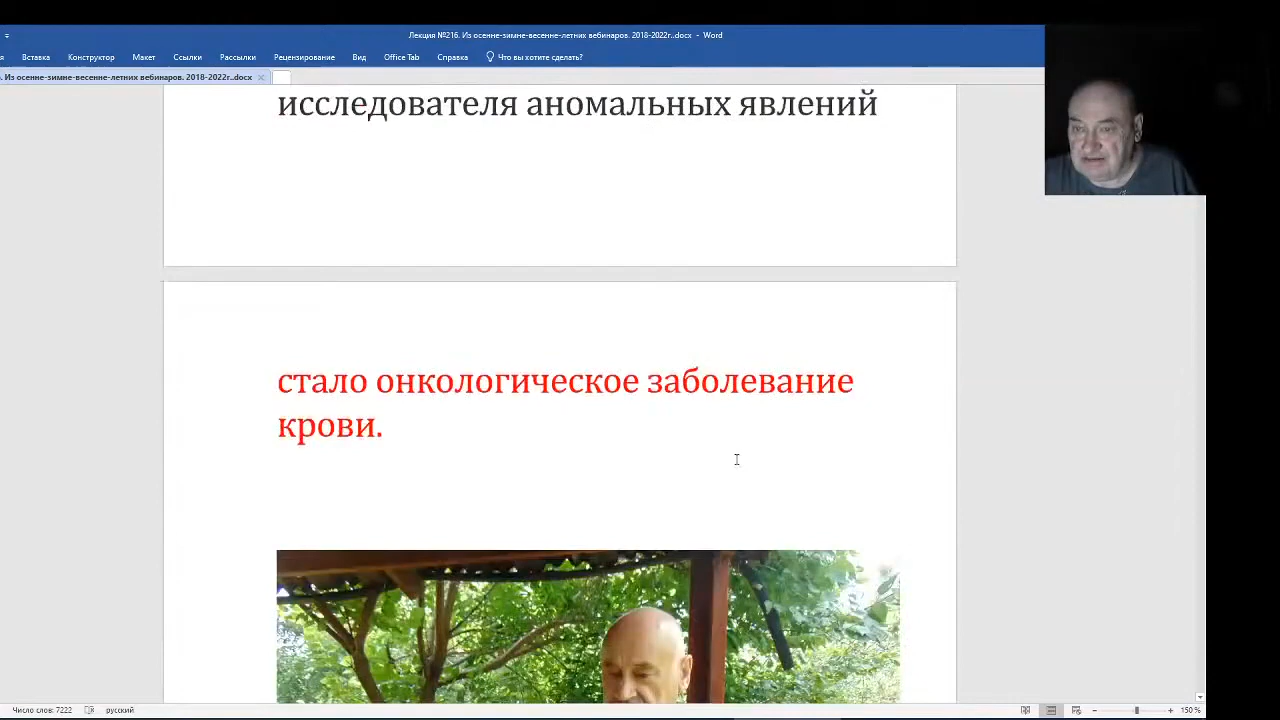 Лекция №216. Из осенне-зимне-весенне-летних вебинаров. 2018-2022г..docx - Word
Вставка Конструктор Макет Ссылки Рассылки Рецензирование Вид Office Tab Справка Что вы хотите сделать?
. Из осенне-зимне-весенне-летних вебинаров. 2018-2022г..docx
исследователя аномальных явлений
стало онкологическое заболевание
крови.
Число слов: 7222 русский 150%